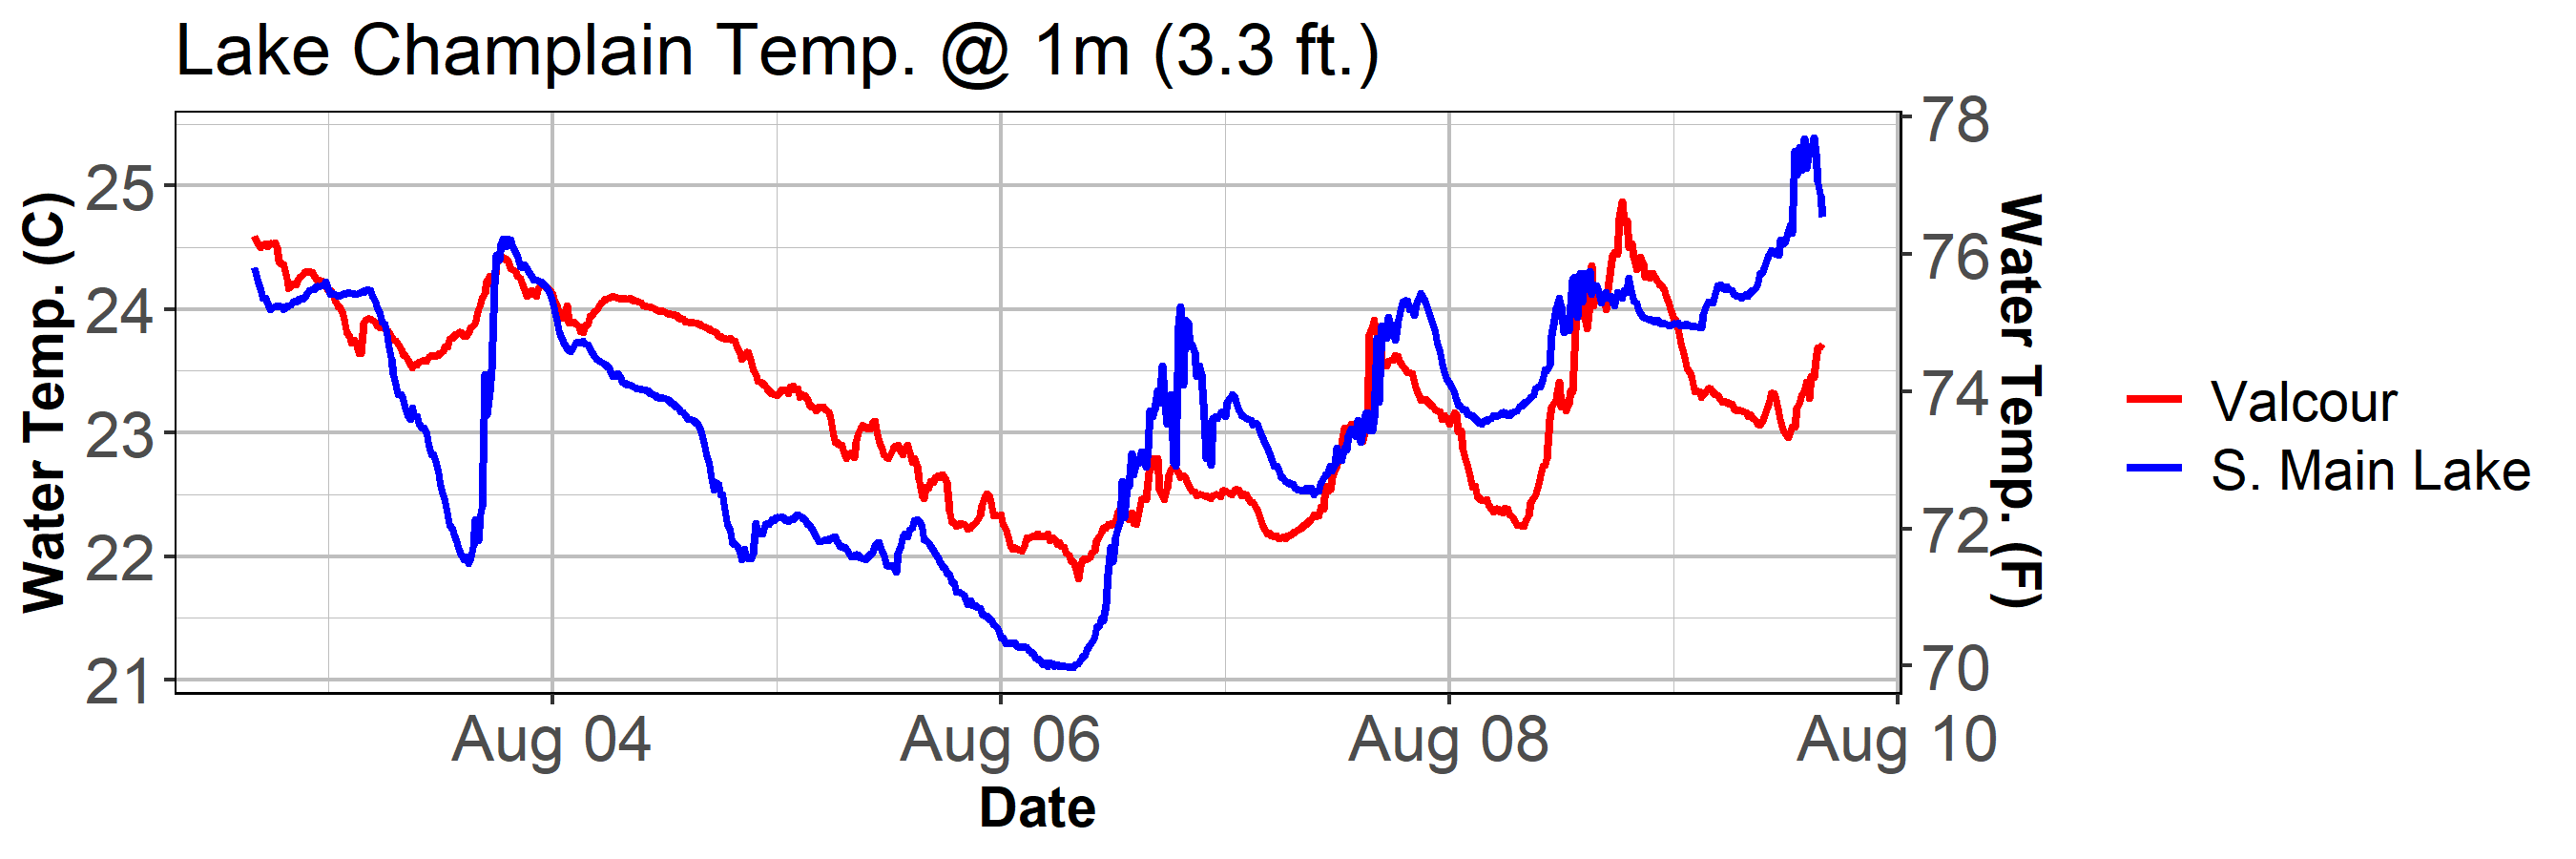 Lake Champlain Temp. @ 1m (3.3 ft.)
Water Temp. (C)
25
24
23
22
21
78
76
74
72
70
Water Temp. (F)
Aug 04
Aug 06
Aug 08
Aug 10
Date
Valcour
S. Main Lake